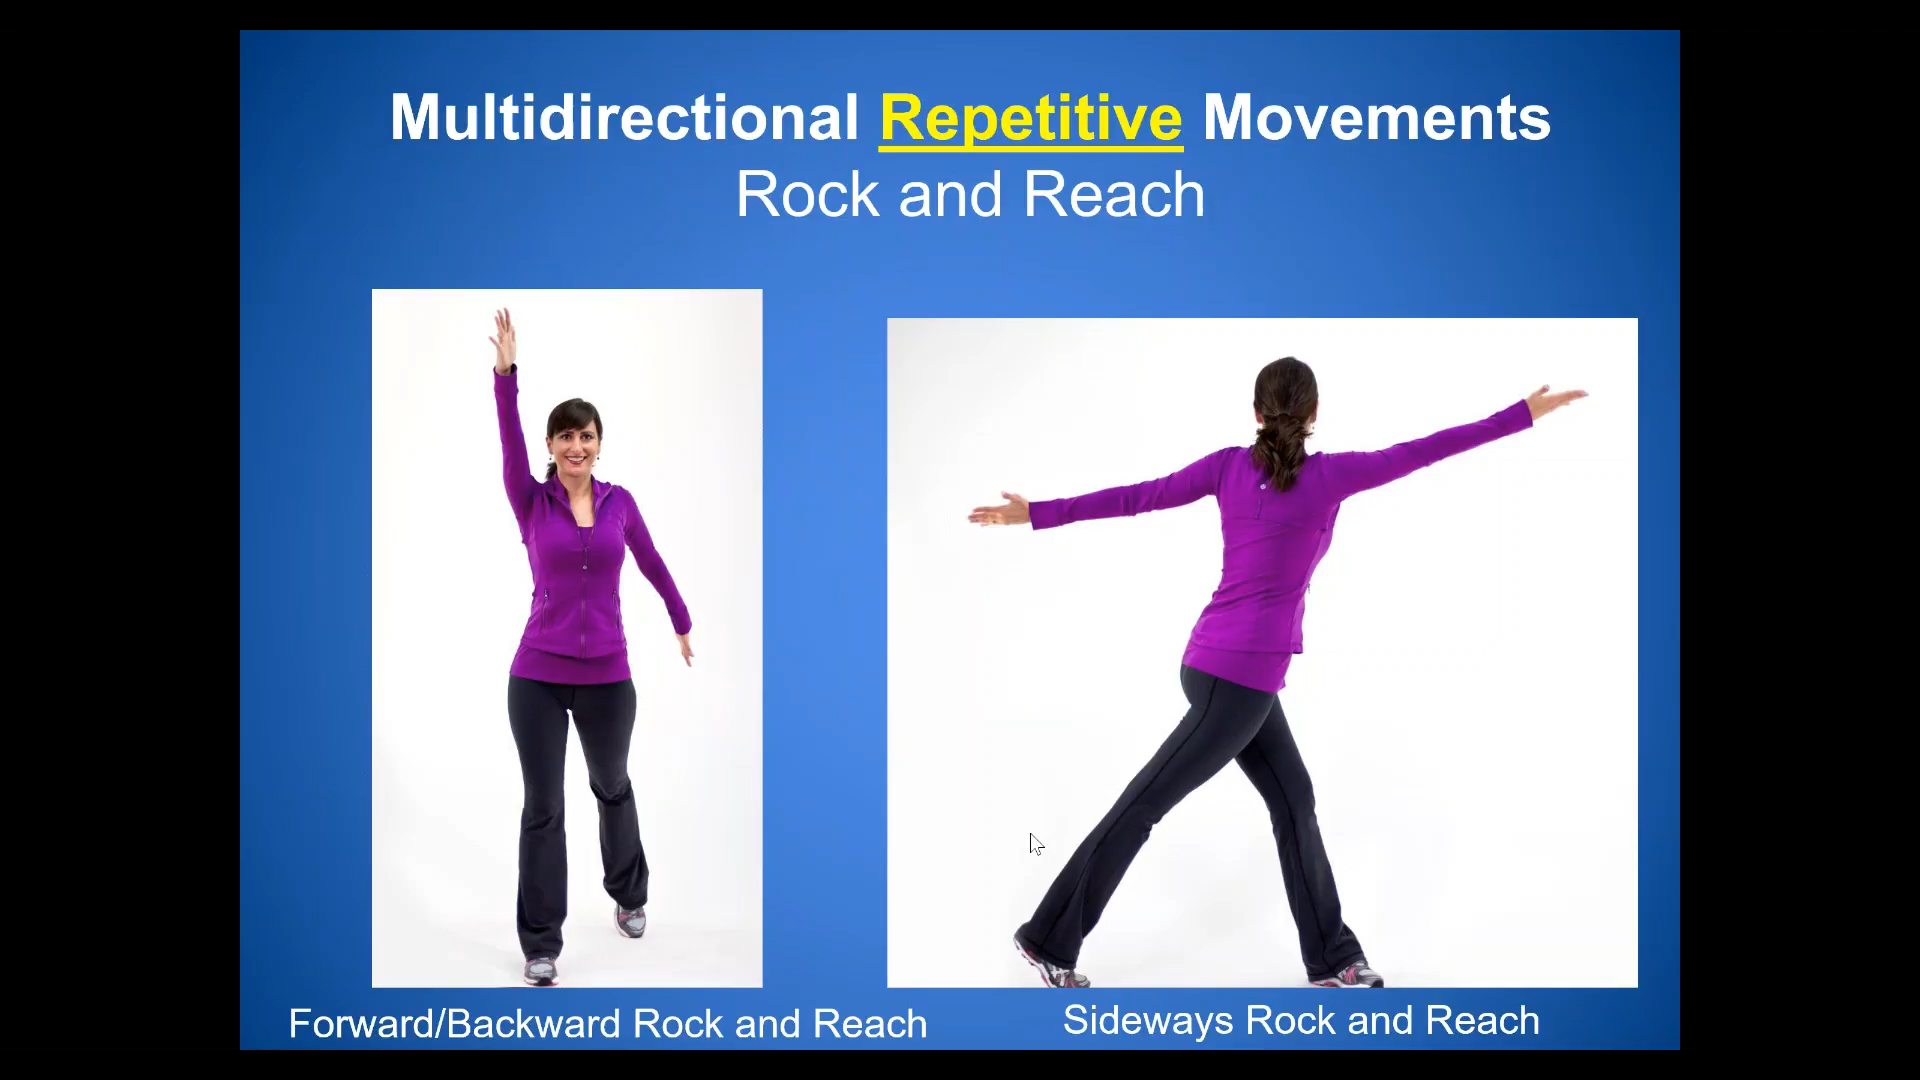 Multidirectional Repetitive Movements
Rock and Reach
Forward/Backward Rock and Reach
Sideways Rock and Reach